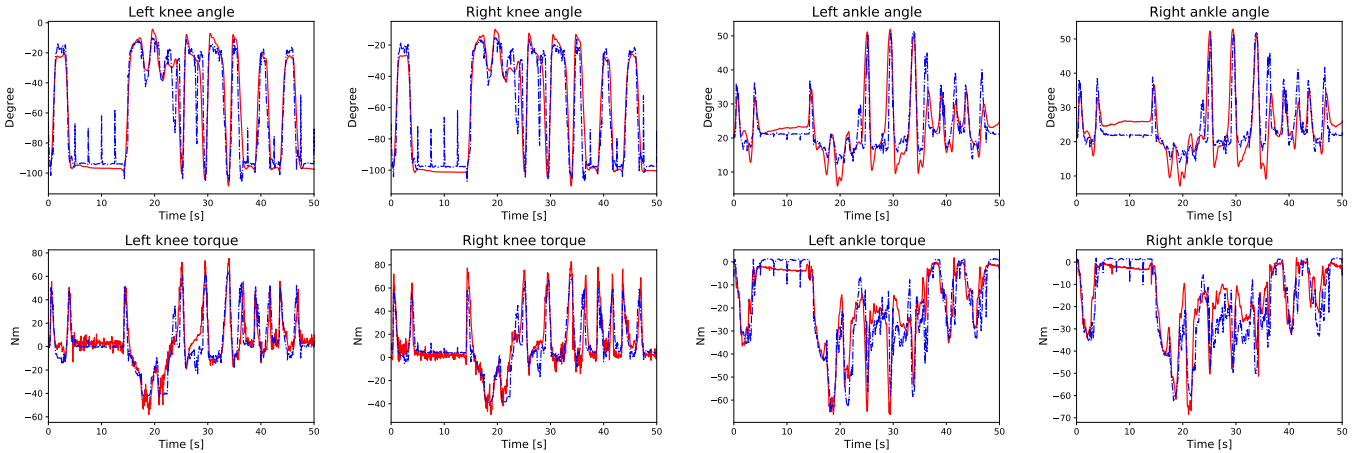 Left knee angle
Degree
0
−20
−40
−60
−80
−100
0 10 20 30 40 50
Time [s]
Right knee angle
Degree
−20
−40
−60
−80
−100
0 10 20 30 40 50
Time [s]
Left ankle angle
Degree
50
40
30
20
10
0 10 20 30 40 50
Time [s]
Right ankle angle
Degree
50
40
30
20
10
0 10 20 30 40 50
Time [s]
Left knee torque
Nm
80
60
40
20
0
−20
−40
−60
0 10 20 30 40 50
Time [s]
Right knee torque
Nm
80
60
40
20
0
−20
−40
0 10 20 30 40 50
Time [s]
Left ankle torque
Nm
0
−10
−20
−30
−40
−50
−60
0 10 20 30 40 50
Time [s]
Right ankle torque
Nm
0
−10
−20
−30
−40
−50
−60
−70
0 10 20 30 40 50
Time [s]